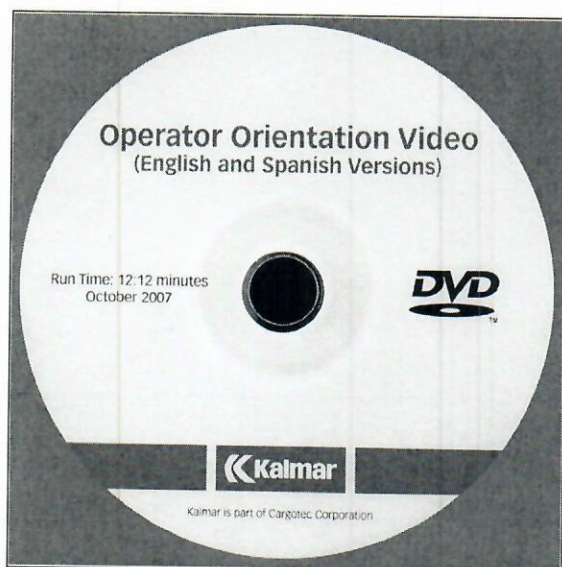 Operator Orientation Video
(English and Spanish Versions)
Run Time: 12:12 minutes
October 2007
DVD
TM
Kalmar
Kalmar is part of Cargotec Corporation